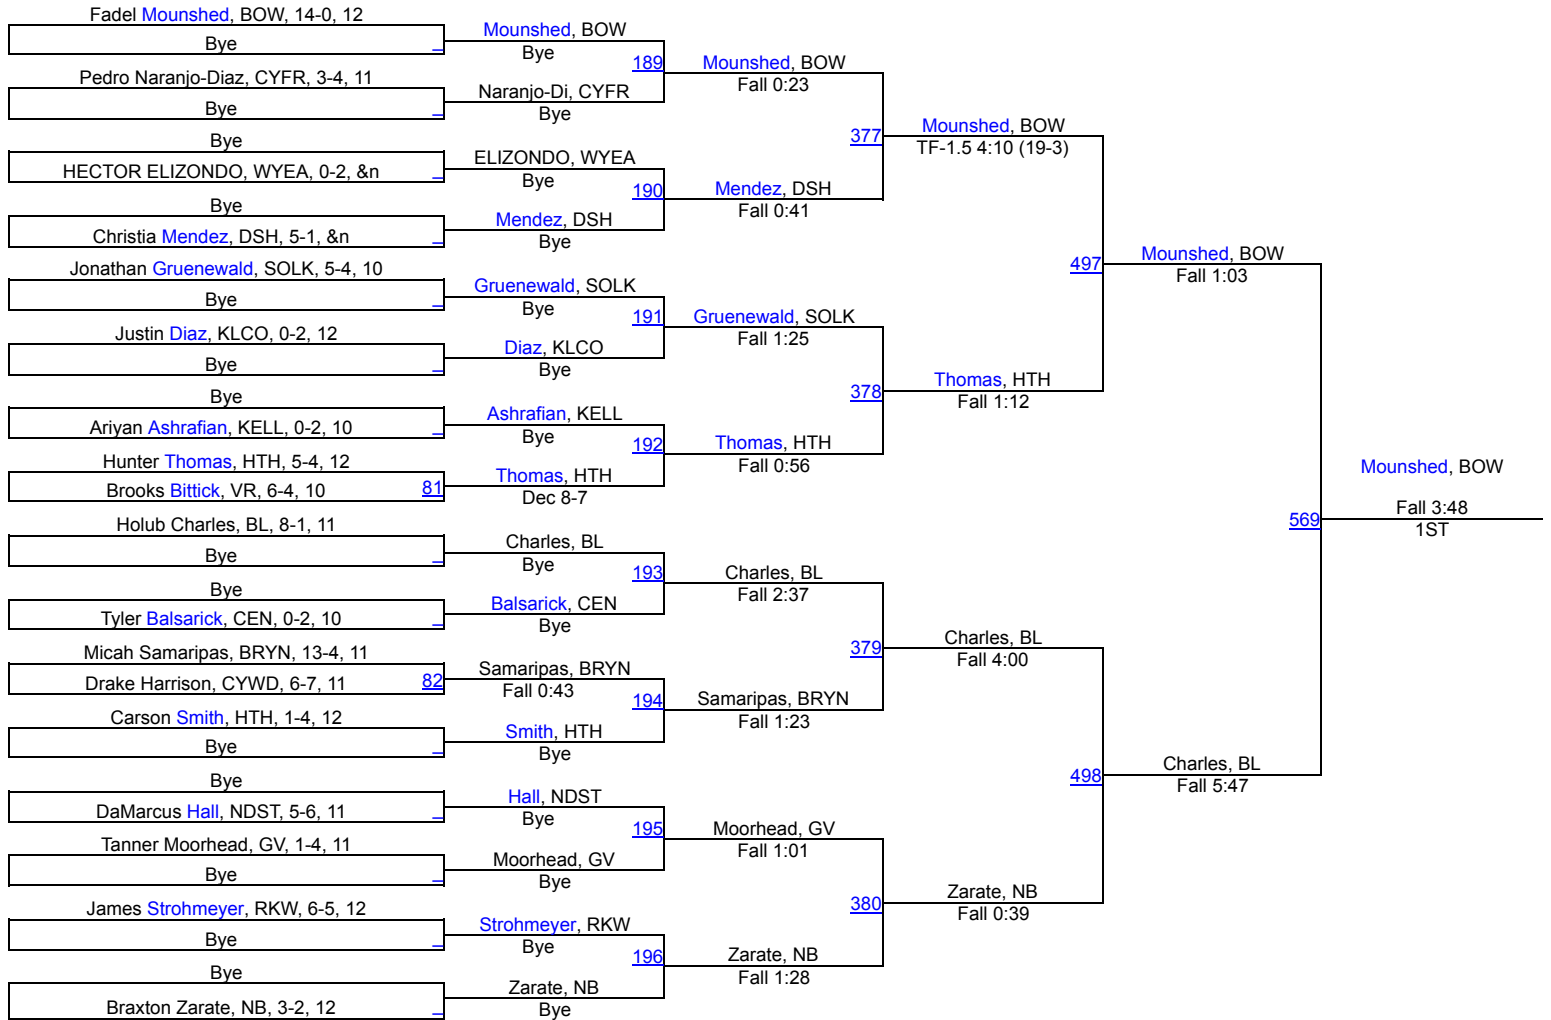 Fadel Mounshed, BOW, 14-0, 12
Bye
Pedro Naranjo-Diaz, CYFR, 3-4, 11
Bye
Bye
HECTOR ELIZONDO, WYEA, 0-2, &n
Bye
Christia Mendez, DSH, 5-1, &n
Jonathan Gruenewald, SOLK, 5-4, 10
Bye
Justin Diaz, KLCO, 0-2, 12
Bye
Bye
Ariyan Ashrafian, KELL, 0-2, 10
Hunter Thomas, HTH, 5-4, 12
Brooks Bittick, VR, 6-4, 10
81
Holub Charles, BL, 8-1, 11
Bye
Bye
Tyler Balsarick, CEN, 0-2, 10
Micah Samaripas, BRYN, 13-4, 11
Drake Harrison, CYWD, 6-7, 11
82
Carson Smith, HTH, 1-4, 12
Bye
Bye
DaMarcus Hall, NDST, 5-6, 11
Tanner Moorhead, GV, 1-4, 11
Bye
James Strohmeyer, RKW, 6-5, 12
Bye
Bye
Braxton Zarate, NB, 3-2, 12
Mounshed, BOW
Bye
189
Naranjo-Di, CYFR
Bye
ELIZONDO, WYEA
Bye
190
Mendez, DSH
Bye
Gruenewald, SOLK
Bye
191
Diaz, KLCO
Bye
Ashrafian, KELL
Bye
192
Thomas, HTH
Dec 8-7
Charles, BL
Bye
193
Balsarick, CEN
Bye
Samaripas, BRYN
Fall 0:43
194
Smith, HTH
Bye
Hall, NDST
Bye
195
Moorhead, GV
Bye
Strohmeyer, RKW
Bye
196
Zarate, NB
Bye
Mounshed, BOW
Fall 0:23
377
Mendez, DSH
Fall 0:41
Gruenewald, SOLK
Fall 1:25
378
Thomas, HTH
Fall 0:56
Charles, BL
Fall 2:37
379
Samaripas, BRYN
Fall 1:23
Moorhead, GV
Fall 1:01
380
Zarate, NB
Fall 1:28
Mounshed, BOW
TF-1.5 4:10 (19-3)
497
Thomas, HTH
Fall 1:12
Charles, BL
Fall 4:00
498
Zarate, NB
Fall 0:39
Mounshed, BOW
Fall 1:03
569
Charles, BL
Fall 5:47
Mounshed, BOW
Fall 3:48
1ST